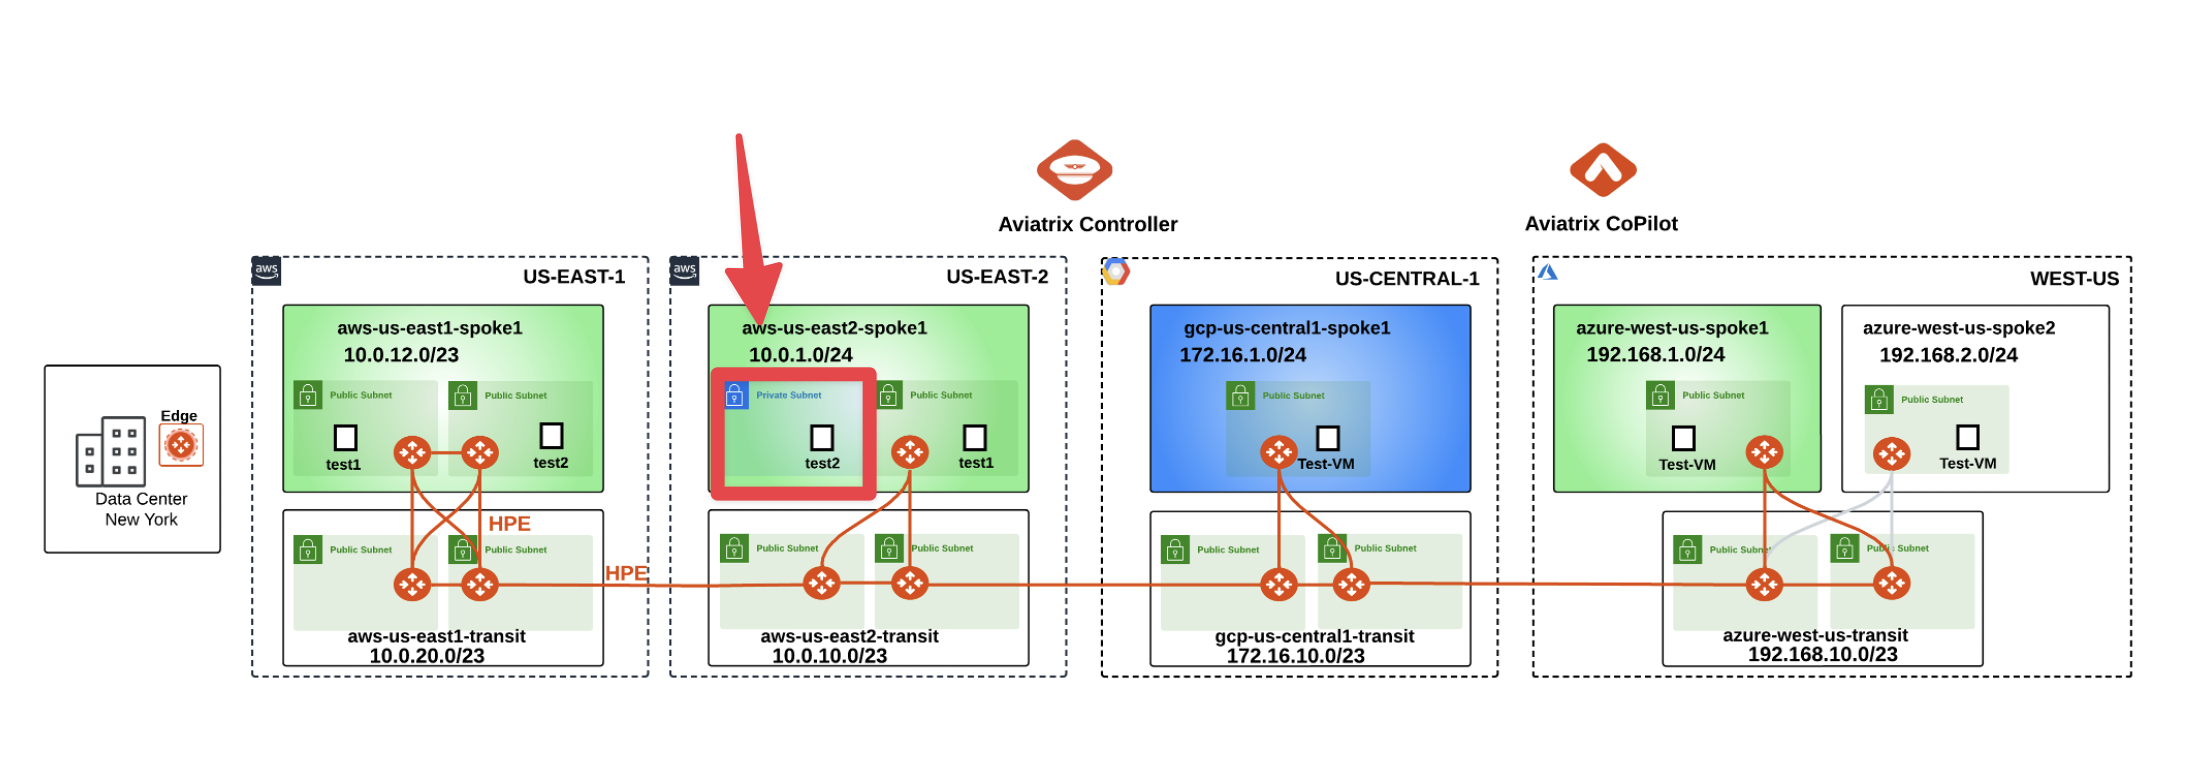 Aviatrix Controller
Aviatrix CoPilot
aws
US-EAST-1
aws
US-EAST-2
US-CENTRAL-1
WEST-US
aws-us-east1-spoke1
10.0.12.0/23
Public Subnet
Public Subnet
test1
test2
aws-us-east2-spoke1
10.0.1.0/24
Private Subnet
Public Subnet
test2
test1
gcp-us-central1-spoke1
172.16.1.0/24
Public Subnet
Test-VM
azure-west-us-spoke1
192.168.1.0/24
Public Subnet
Test-VM
azure-west-us-spoke2
192.168.2.0/24
Public Subnet
Test-VM
Edge
Data Center
New York
HPE
HPE
Public Subnet
Public Subnet
aws-us-east1-transit
10.0.20.0/23
Public Subnet
Public Subnet
aws-us-east2-transit
10.0.10.0/23
Public Subnet
Public Subnet
gcp-us-central1-transit
172.16.10.0/23
Public Subnet
Public Subnet
azure-west-us-transit
192.168.10.0/23